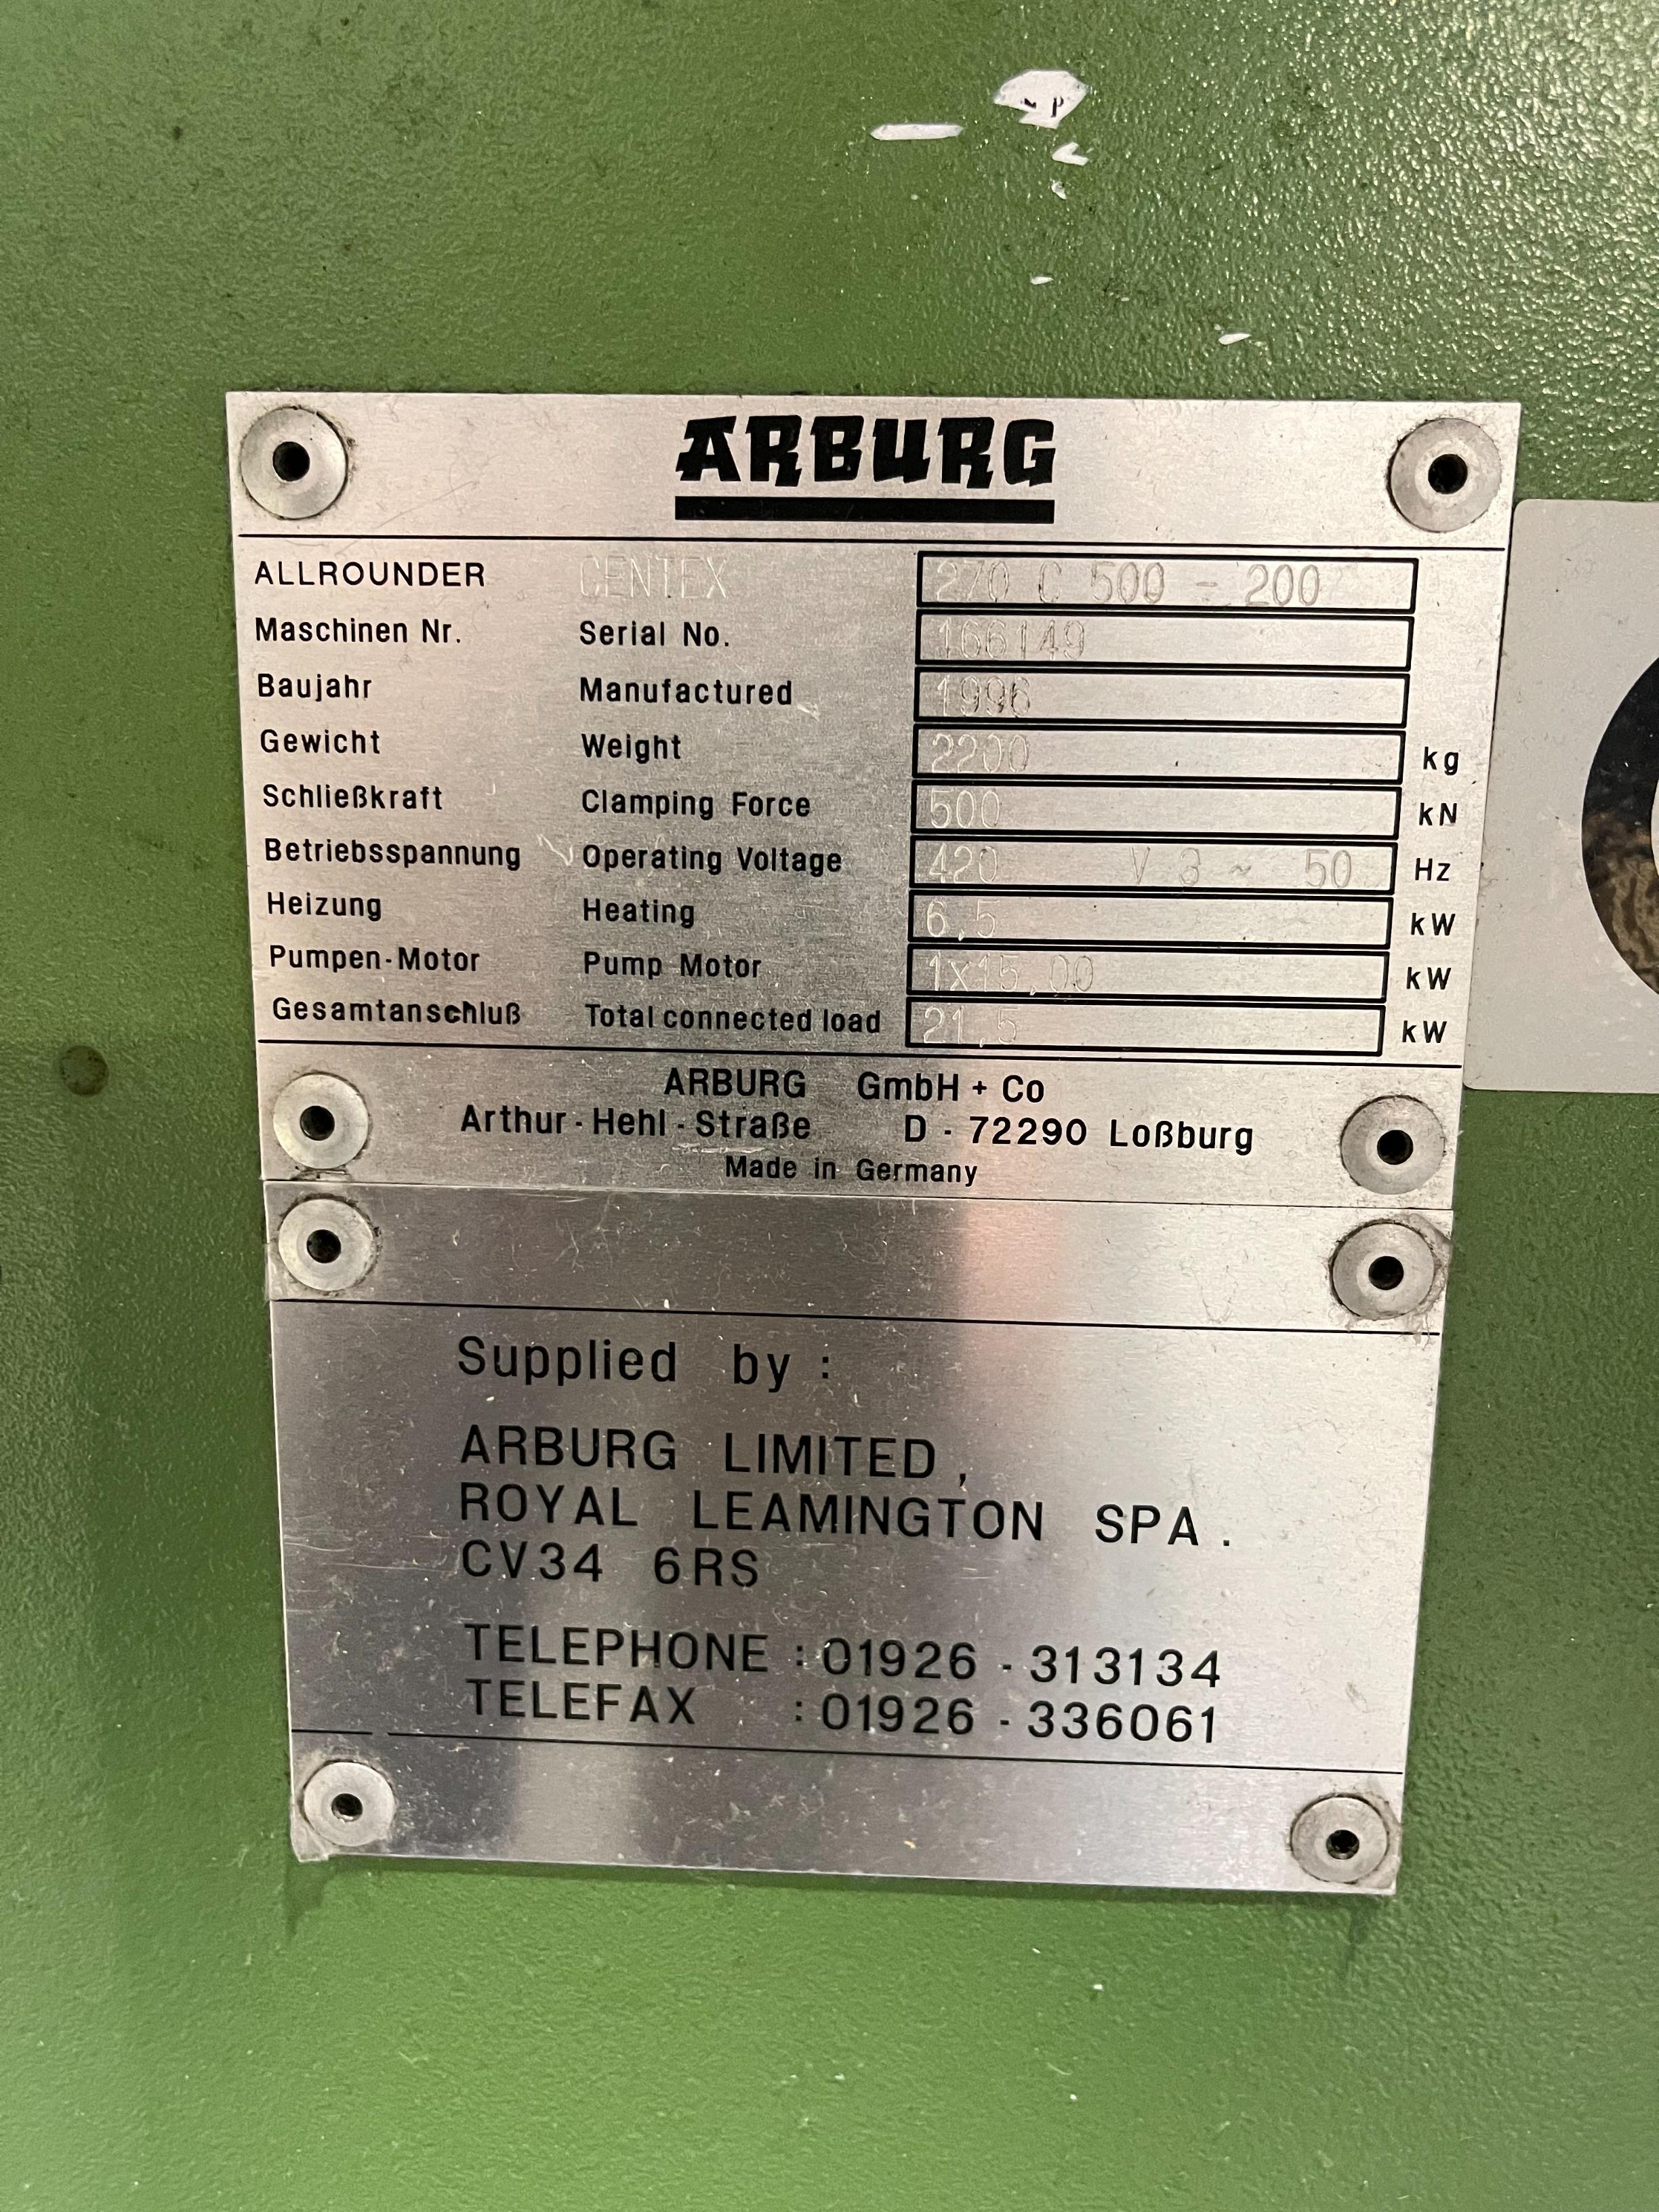 ARBURG
ALLROUNDER CENTEX 270 C 500 - 200
Maschinen Nr. Serial No. 166149
Baujahr Manufactured 1996
Gewicht Weight 2200 kg
Schließkraft Clamping Force 500 kN
Betriebsspannung Operating Voltage 420 V 3 ~ 50 Hz
Heizung Heating 6,5 kW
Pumpen-Motor Pump Motor 1x15,00 kW
Gesamtanschluß Total connected load 21,5 kW
ARBURG GmbH + Co
Arthur - Hehl - Straße D - 72290 Loßburg
Made in Germany
Supplied by :
ARBURG LIMITED,
ROYAL LEAMINGTON SPA.
CV34 6RS
TELEPHONE : 01926 - 313134
TELEFAX : 01926 - 336061